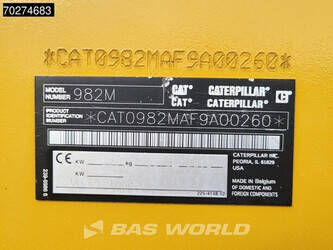 70274683
*CAT0982MAF9A00260*
MODEL NUMBER 982M
CAT CATERPILLAR
CAT CATERPILLAR
PRODUCT IDENTIFICATION NUMBER *CAT0982MAF9A00260*
CE
KW
KW kg
CATERPILLAR INC.
PEORIA, IL 61629
USA
MADE IN Belgium
OF DOMESTIC AND
FOREIGN COMPONENTS
BAS WORLD